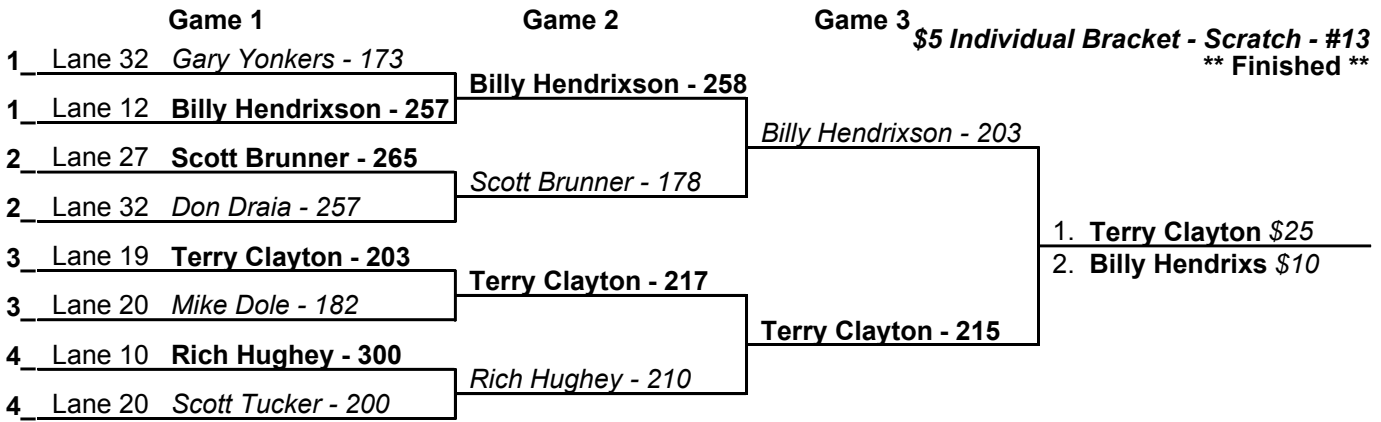 Game 1 Game 2 Game 3
$5 Individual Bracket - Scratch - #13
** Finished **
1_ Lane 32 Gary Yonkers - 173
Billy Hendrixson - 258
1_ Lane 12 Billy Hendrixson - 257
Billy Hendrixson - 203
2_ Lane 27 Scott Brunner - 265
Scott Brunner - 178
2_ Lane 32 Don Draia - 257
1. Terry Clayton $25
3_ Lane 19 Terry Clayton - 203
2. Billy Hendrixs $10
Terry Clayton - 217
3_ Lane 20 Mike Dole - 182
Terry Clayton - 215
4_ Lane 10 Rich Hughey - 300
Rich Hughey - 210
4_ Lane 20 Scott Tucker - 200